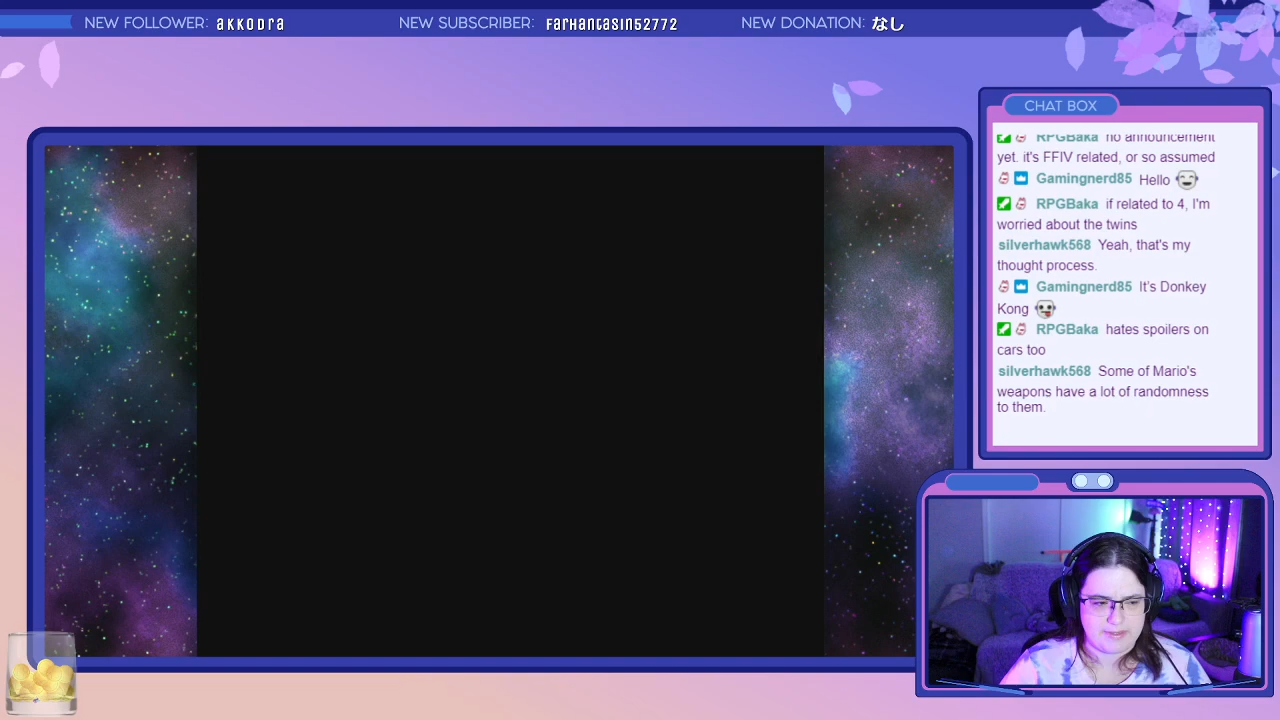 NEW FOLLOWER: akkodra
NEW SUBSCRIBER: farhantasin52772
NEW DONATION: なし
CHAT BOX
RPGBaka no announcement
yet. it's FFIV related, or so assumed
Gamingnerd85 Hello
RPGBaka if related to 4, I'm
worried about the twins
silverhawk568 Yeah, that's my
thought process.
Gamingnerd85 It's Donkey
Kong
RPGBaka hates spoilers on
cars too
silverhawk568 Some of Mario's
weapons have a lot of randomness
to them.